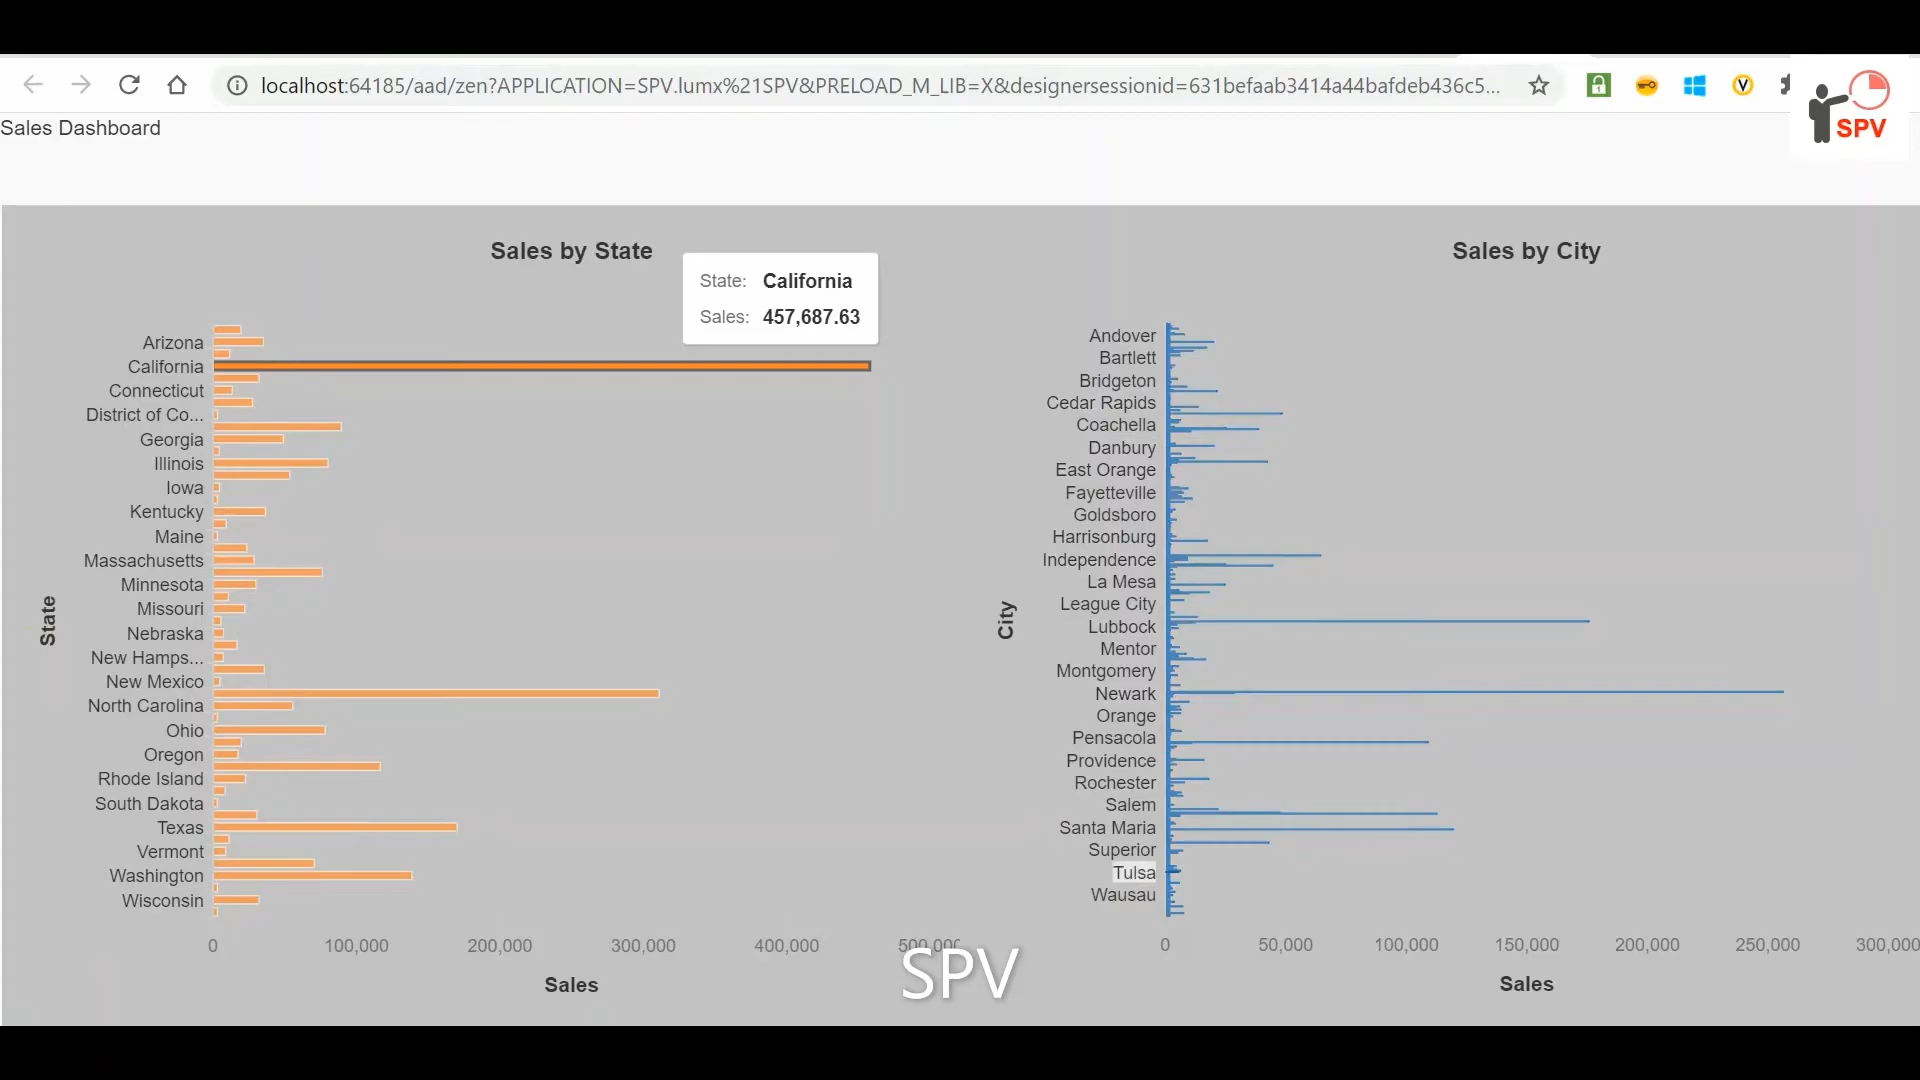 localhost:64185/aad/zen?APPLICATION=SPV.lumx%21SPV&PRELOAD_M_LIB=X&designersessionid=631befaab3414a44bafdeb436c5...
SPV
Sales Dashboard
Sales by State
State: California
Sales: 457,687.63
State
Arizona
California
Connecticut
District of Co...
Georgia
Illinois
Iowa
Kentucky
Maine
Massachusetts
Minnesota
Missouri
Nebraska
New Hamps...
New Mexico
North Carolina
Ohio
Oregon
Rhode Island
South Dakota
Texas
Vermont
Washington
Wisconsin
0 100,000 200,000 300,000 400,000 500,000
Sales
Sales by City
City
Andover
Bartlett
Bridgeton
Cedar Rapids
Coachella
Danbury
East Orange
Fayetteville
Goldsboro
Harrisonburg
Independence
La Mesa
League City
Lubbock
Mentor
Montgomery
Newark
Orange
Pensacola
Providence
Rochester
Salem
Santa Maria
Superior
Tulsa
Wausau
0 50,000 100,000 150,000 200,000 250,000 300,000
Sales
SPV